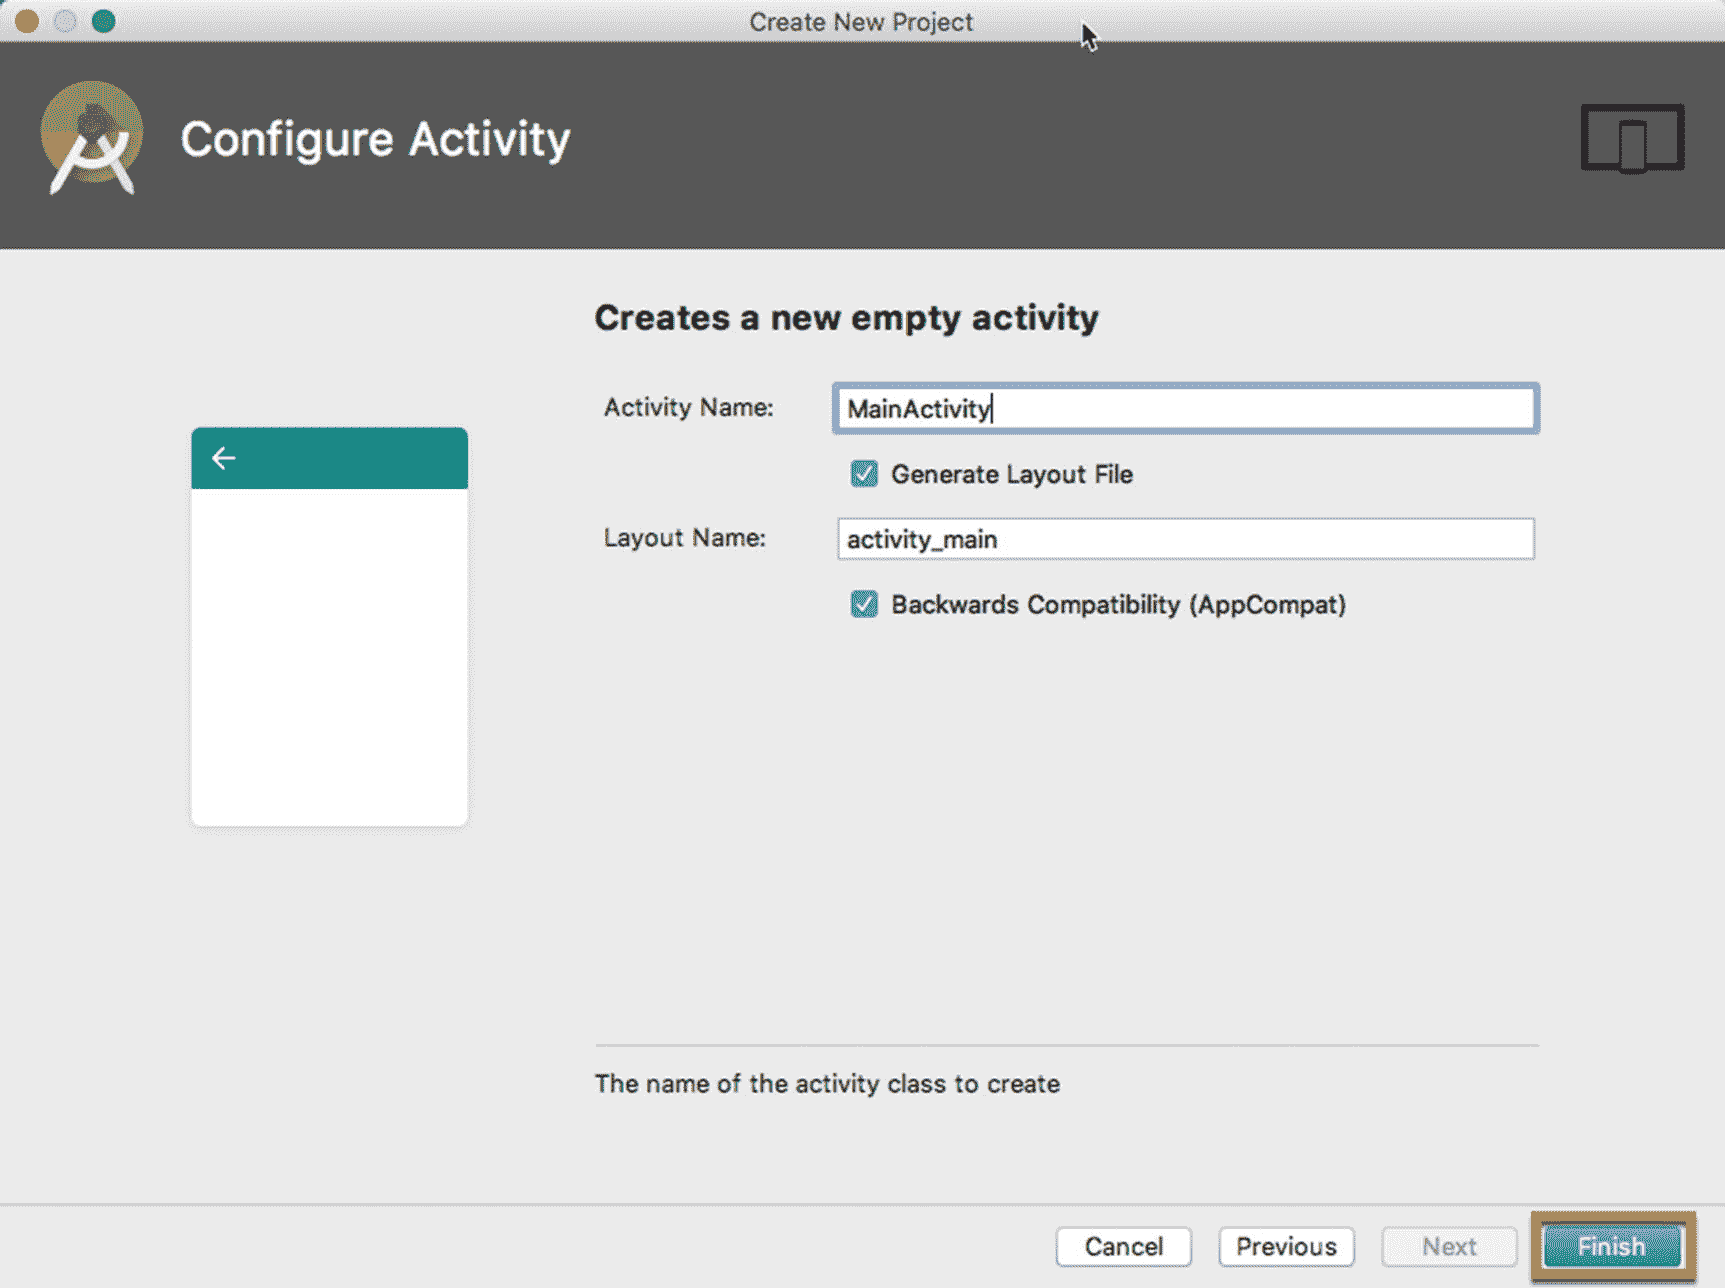 Create New Project
Configure Activity
Creates a new empty activity
Activity Name: MainActivity
Generate Layout File
Layout Name: activity_main
Backwards Compatibility (AppCompat)
The name of the activity class to create
Cancel Previous Next Finish